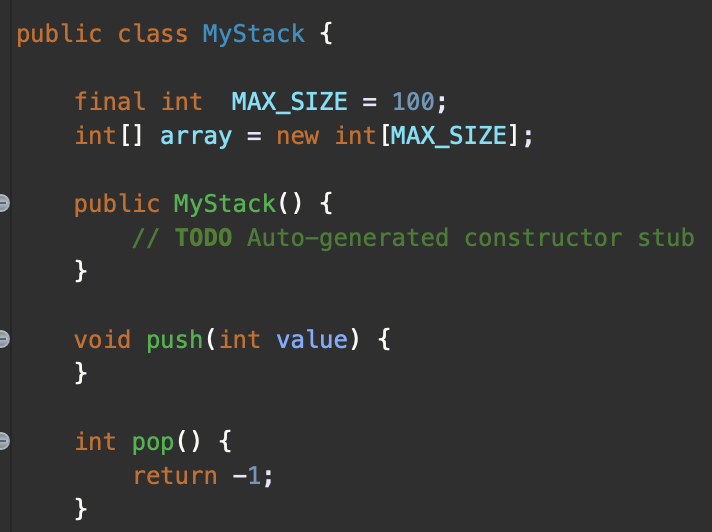 public class MyStack {
final int  MAX_SIZE = 100;
int[] array = new int[MAX_SIZE];
public MyStack() {
// TODO Auto-generated constructor stub
}
void push(int value) {
}
int pop() {
return -1;
}